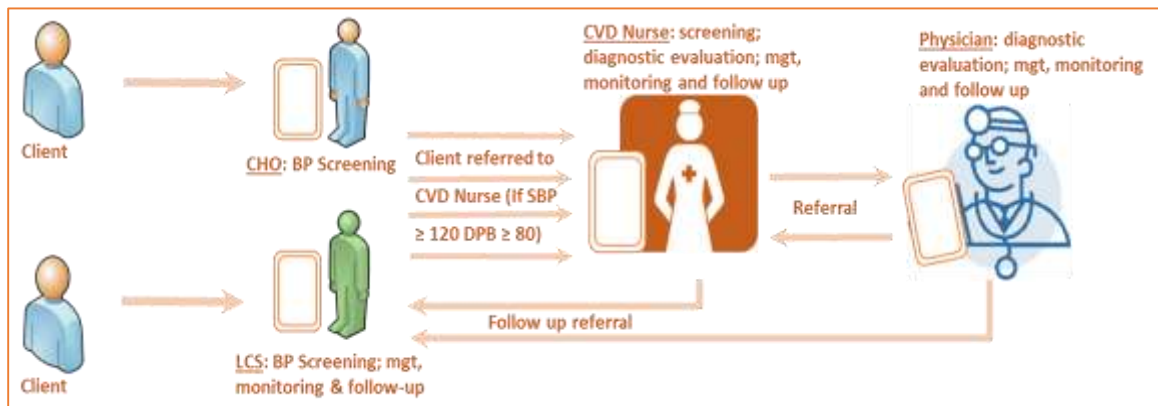 Client
CHO: BP Screening
Client referred to
CVD Nurse (If SBP
≥ 120 DPB ≥ 80)
CVD Nurse: screening;
diagnostic evaluation; mgt,
monitoring and follow up
Physician: diagnostic
evaluation; mgt, monitoring
and follow up
Referral
Follow up referral
Client
LCS: BP Screening; mgt,
monitoring & follow-up